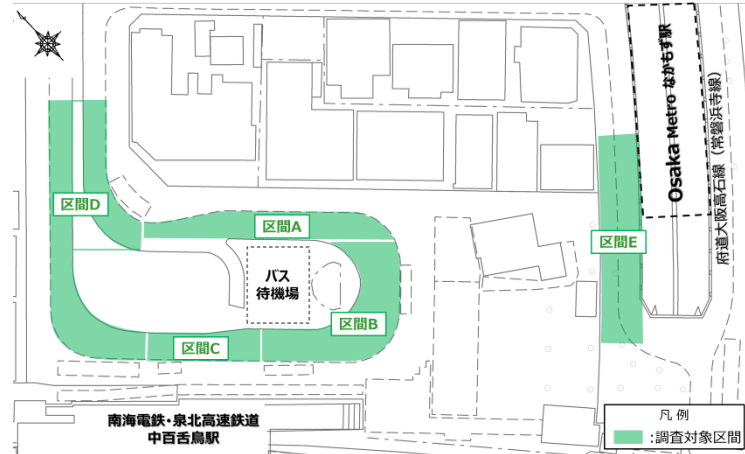 Osaka Metro なかもず駅
府道大阪高石線(常磐浜寺線)
区間D
区間A
区間E
バス
待機場
区間B
区間C
南海電鉄・泉北高速鉄道
中百舌鳥駅
凡 例
:調査対象区間